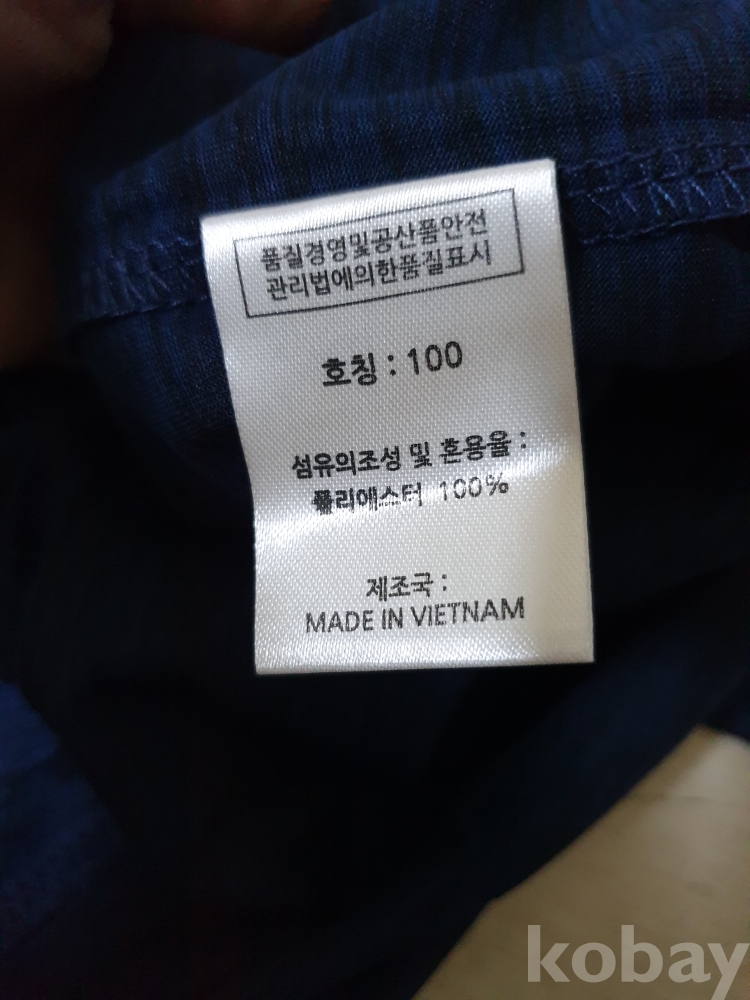 품질경영및공산품안전
관리법에의한품질표시
호칭 : 100
섬유의조성 및 혼용율 :
폴리에스터 100%
제조국 :
MADE IN VIETNAM
kobay